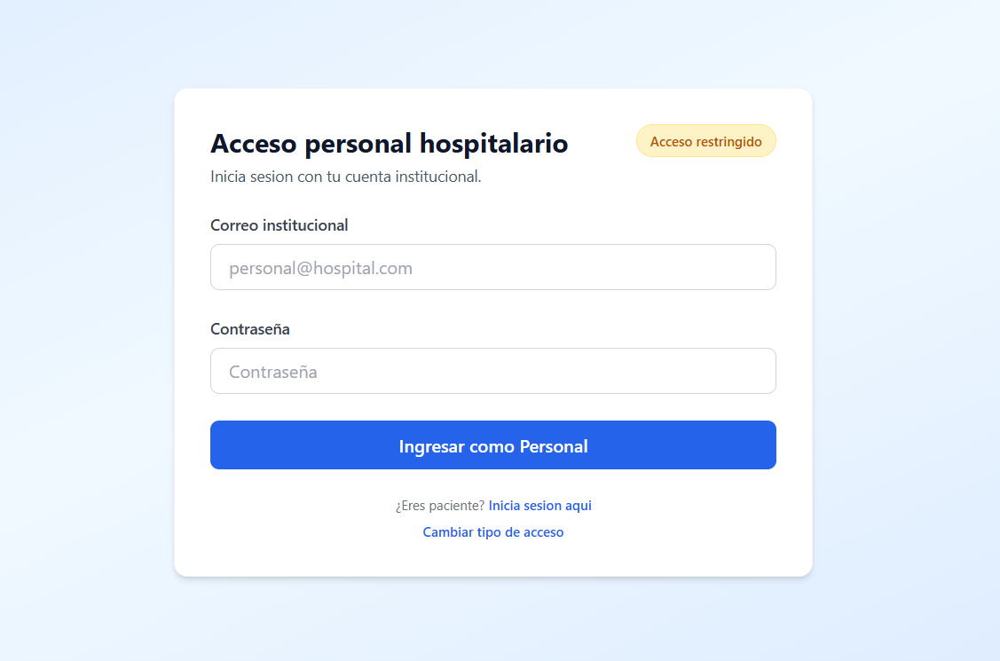 Acceso personal hospitalario
Acceso restringido
Inicia sesion con tu cuenta institucional.
Correo institucional
personal@hospital.com
Contraseña
Contraseña
Ingresar como Personal
¿Eres paciente? Inicia sesion aqui
Cambiar tipo de acceso